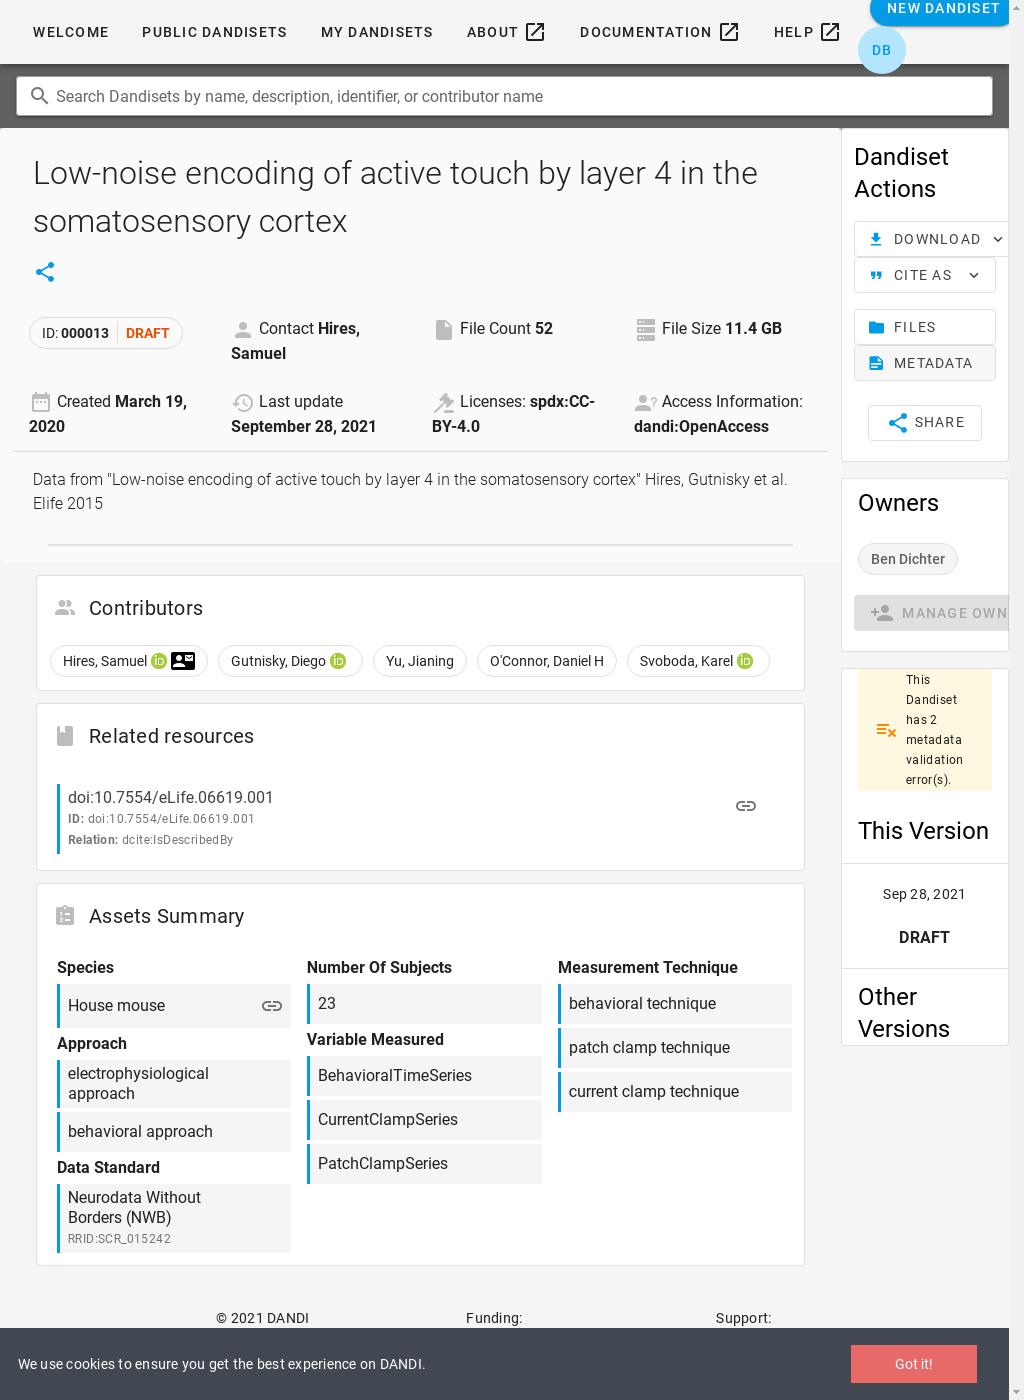 WELCOME
PUBLIC DANDISETS
MY DANDISETS
ABOUT
DOCUMENTATION
HELP
NEW DANDISET
DB
Search Dandisets by name, description, identifier, or contributor name
Low-noise encoding of active touch by layer 4 in the
somatosensory cortex
ID: 000013
DRAFT
Contact Hires,
Samuel
File Count 52
File Size 11.4 GB
Created March 19,
2020
Last update
September 28, 2021
Licenses: spdx:CC-
BY-4.0
Access Information:
dandi:OpenAccess
Data from "Low-noise encoding of active touch by layer 4 in the somatosensory cortex" Hires, Gutnisky et al.
Elife 2015
Contributors
Hires, Samuel iD
Gutnisky, Diego iD
Yu, Jianing
O'Connor, Daniel H
Svoboda, Karel iD
Related resources
doi:10.7554/eLife.06619.001
ID: doi:10.7554/eLife.06619.001
Relation: dcite:IsDescribedBy
Assets Summary
Species
House mouse
Approach
electrophysiological
approach
behavioral approach
Data Standard
Neurodata Without
Borders (NWB)
RRID:SCR_015242
Number Of Subjects
23
Variable Measured
BehavioralTimeSeries
CurrentClampSeries
PatchClampSeries
Measurement Technique
behavioral technique
patch clamp technique
current clamp technique
Dandiset
Actions
DOWNLOAD
CITE AS
FILES
METADATA
SHARE
Owners
Ben Dichter
MANAGE OWN
This
Dandiset
has 2
metadata
validation
error(s).
This Version
Sep 28, 2021
DRAFT
Other
Versions
© 2021 DANDI
Funding:
Support:
We use cookies to ensure you get the best experience on DANDI.
Got it!